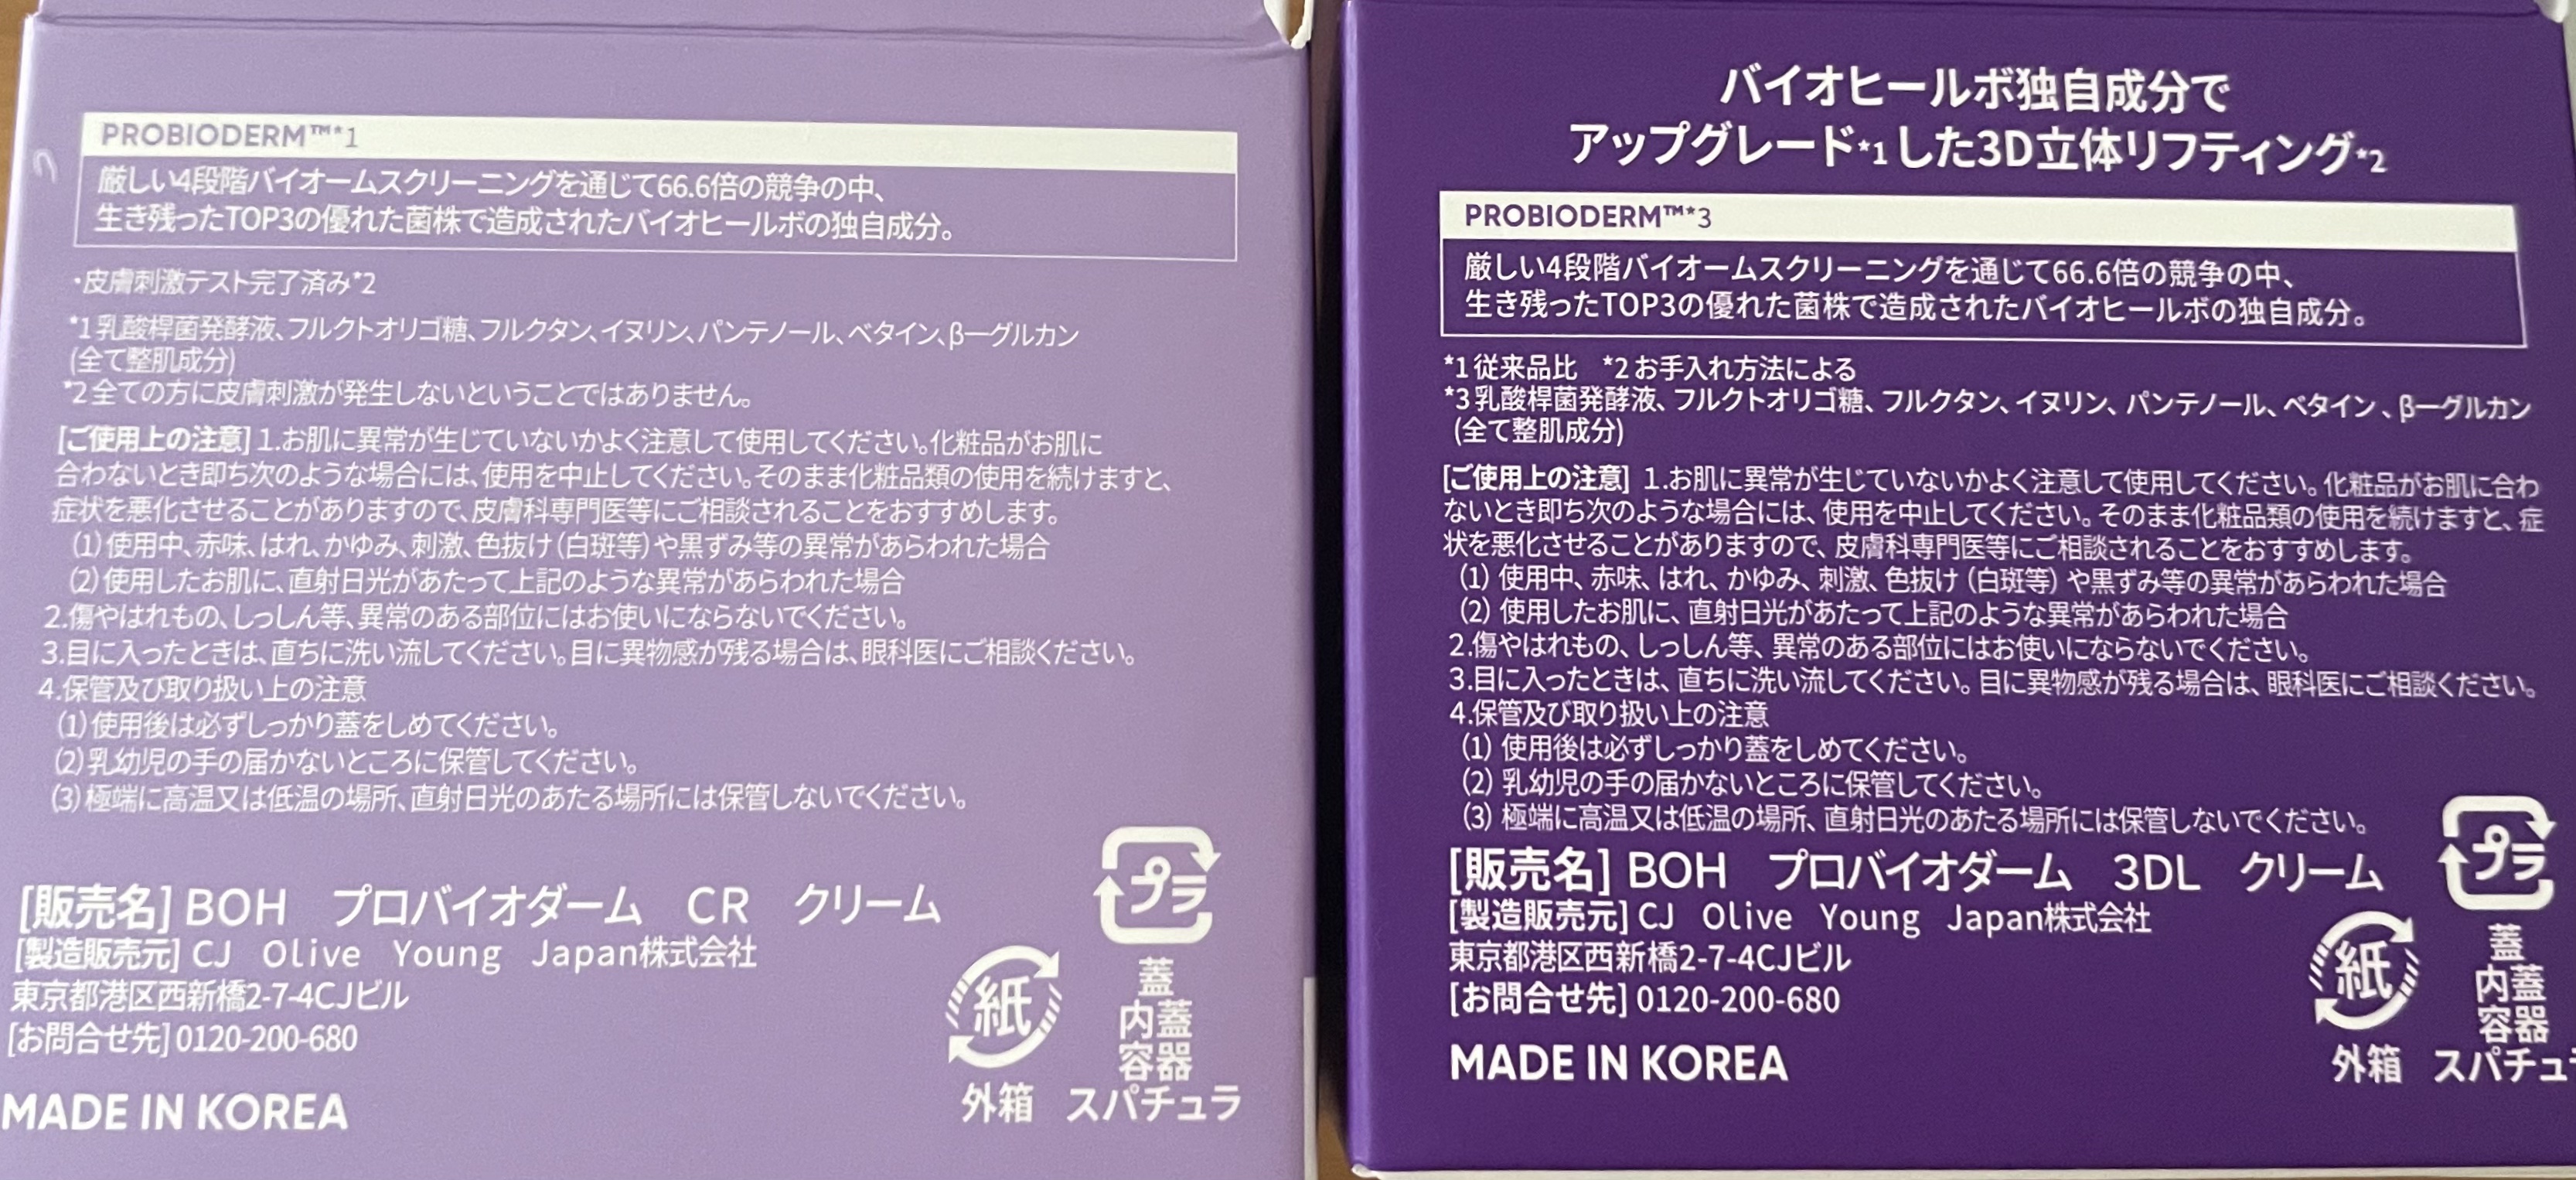 PROBIODERM™*1
厳しい4段階バイオームスクリーニングを通じて66.6倍の競争の中、
生き残ったTOP3の優れた菌株で造成されたバイオヒールボの独自成分。
・皮膚刺激テスト完了済み*2
*1乳酸桿菌発酵液、フルクトオリゴ糖、フルクタン、イヌリン、パンテノール、ベタイン、β―グルカン
(全て整肌成分)
*2全ての方に皮膚刺激が発生しないということではありません。
[ご使用上の注意] 1.お肌に異常が生じていないかよく注意して使用してください。化粧品がお肌に
合わないとき即ち次のような場合には、使用を中止してください。そのまま化粧品類の使用を続けますと、
症状を悪化させることがありますので、皮膚科専門医等にご相談されることをおすすめします。
(1)使用中、赤味、はれ、かゆみ、刺激、色抜け(白斑等)や黒ずみ等の異常があらわれた場合
(2)使用したお肌に、直射日光があたって上記のような異常があらわれた場合
2.傷やはれもの、しっしん等、異常のある部位にはお使いにならないでください。
3.目に入ったときは、直ちに洗い流してください。目に異物感が残る場合は、眼科医にご相談ください。
4.保管及び取り扱い上の注意
(1)使用後は必ずしっかり蓋をしめてください。
(2)乳幼児の手の届かないところに保管してください。
(3)極端に高温又は低温の場所、直射日光のあたる場所には保管しないでください。
[販売名] BOH プロバイオダーム CR クリーム
[製造販売元] CJ Olive Young Japan株式会社
東京都港区西新橋2-7-4CJビル
[お問合せ先] 0120-200-680
MADE IN KOREA
紙
外箱
プラ
蓋
内蓋
容器
スパチュラ
バイオヒールボ独自成分で
アップグレード*1した3D立体リフティング*2
PROBIODERM™*3
厳しい4段階バイオームスクリーニングを通じて66.6倍の競争の中、
生き残ったTOP3の優れた菌株で造成されたバイオヒールボの独自成分。
*1従来品比 *2お手入れ方法による
*3乳酸桿菌発酵液、フルクトオリゴ糖、フルクタン、イヌリン、パンテノール、ベタイン、β―グルカン
(全て整肌成分)
[ご使用上の注意] 1.お肌に異常が生じていないかよく注意して使用してください。化粧品がお肌に合わ
ないとき即ち次のような場合には、使用を中止してください。そのまま化粧品類の使用を続けますと、症
状を悪化させることがありますので、皮膚科専門医等にご相談されることをおすすめします。
(1) 使用中、赤味、はれ、かゆみ、刺激、色抜け(白斑等)や黒ずみ等の異常があらわれた場合
(2) 使用したお肌に、直射日光があたって上記のような異常があらわれた場合
2.傷やはれもの、しっしん等、異常のある部位にはお使いにならないでください。
3.目に入ったときは、直ちに洗い流してください。目に異物感が残る場合は、眼科医にご相談ください。
4.保管及び取り扱い上の注意
(1) 使用後は必ずしっかり蓋をしめてください。
(2) 乳幼児の手の届かないところに保管してください。
(3) 極端に高温又は低温の場所、直射日光のあたる場所には保管しないでください。
[販売名] BOH プロバイオダーム 3DL クリーム
[製造販売元] CJ Olive Young Japan株式会社
東京都港区西新橋2-7-4CJビル
[お問合せ先] 0120-200-680
MADE IN KOREA
紙
外箱
プラ
蓋
内蓋
容器
スパチュラ